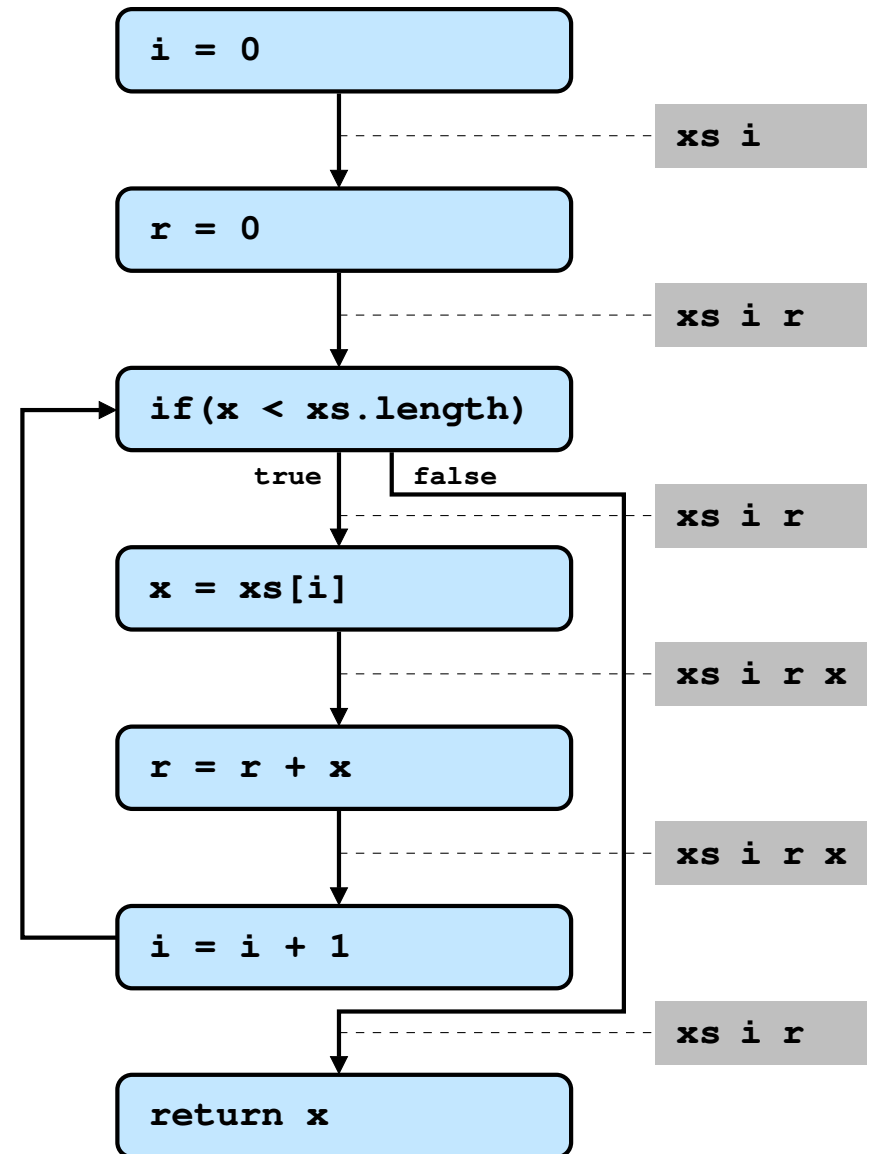 i = 0
xs i
r = 0
xs i r
if(x < xs.length)
true false
xs i r
x = xs[i]
xs i r x
r = r + x
xs i r x
i = i + 1
xs i r
return x